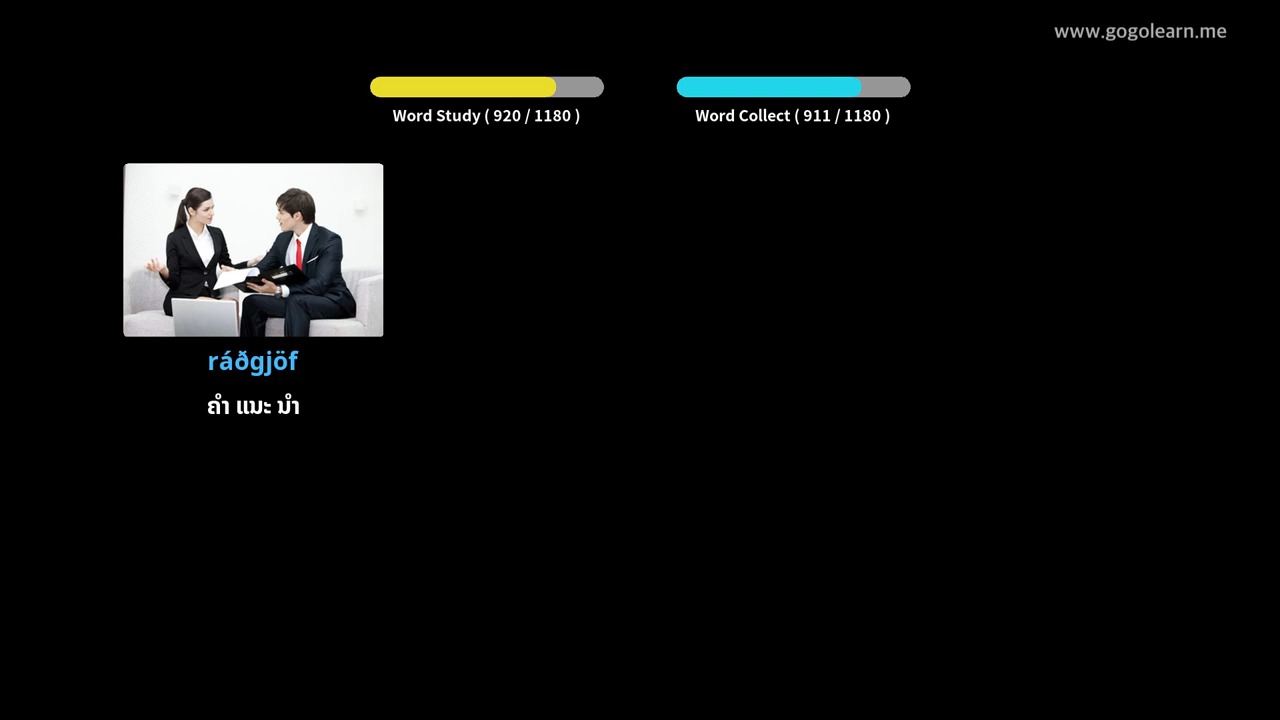 www.gogolearn.me
Word Study ( 920 / 1180 )
Word Collect ( 911 / 1180 )
ráðgjöf
ຄຳ ແນະ ນຳ